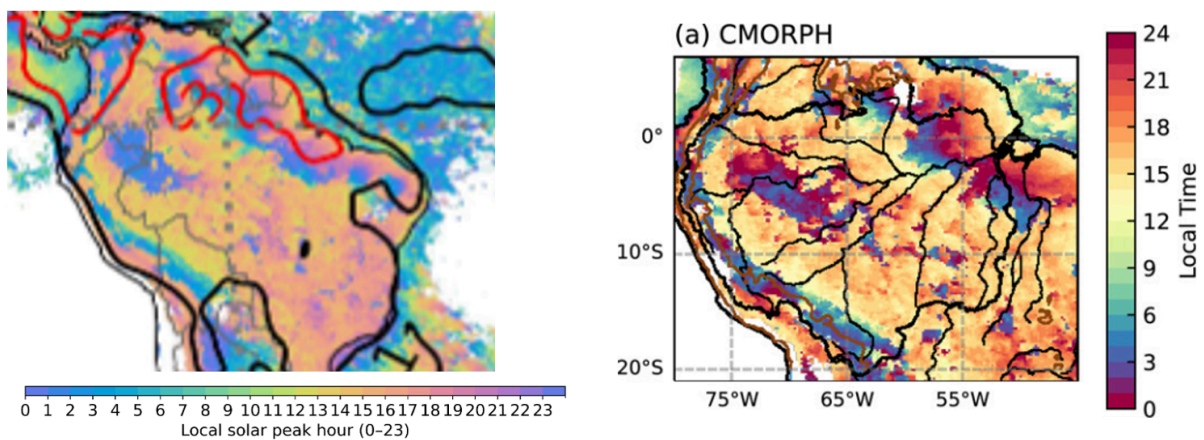 0 1 2 3 4 5 6 7 8 9 10 11 12 13 14 15 16 17 18 19 20 21 22 23
Local solar peak hour (0–23)
(a) CMORPH
0°
10°S
20°S
75°W 65°W 55°W
24
21
18
15
12
9
6
3
0
Local Time